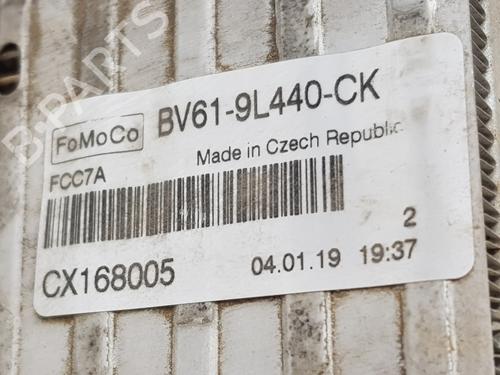 B-PARTS
FoMoCo BV61-9L440-CK
FCC7A Made in Czech Republic
2
CX168005 04.01.19 19:37